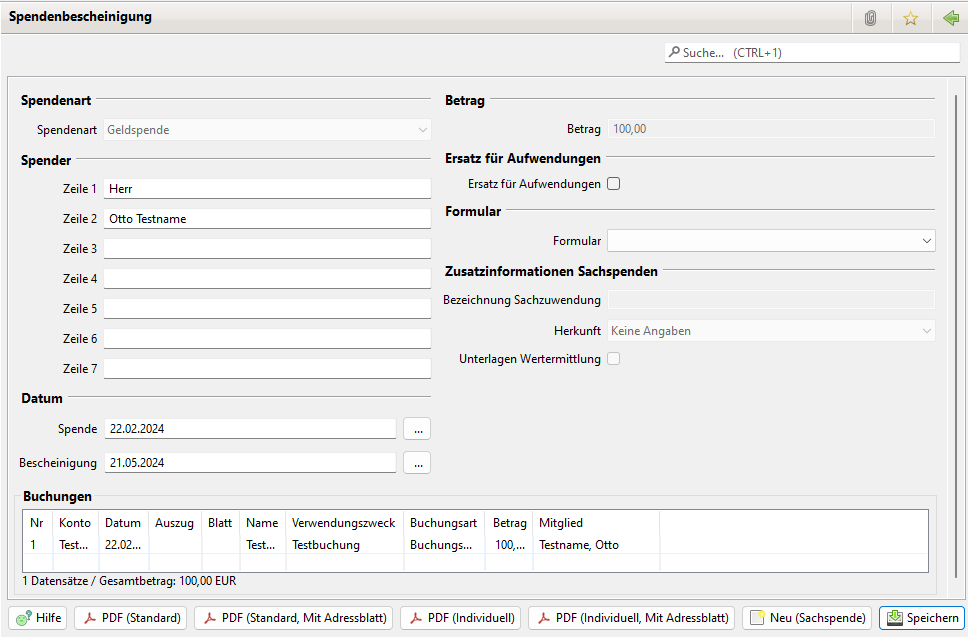 Spendenbescheinigung
Suche... (CTRL+1)
Spendenart
Spendenart Geldspende
Spender
Zeile 1 Herr
Zeile 2 Otto Testname
Zeile 3
Zeile 4
Zeile 5
Zeile 6
Zeile 7
Datum
Spende 22.02.2024 ...
Bescheinigung 21.05.2024 ...
Betrag
Betrag 100,00
Ersatz für Aufwendungen
Ersatz für Aufwendungen
Formular
Formular
Zusatzinformationen Sachspenden
Bezeichnung Sachzuwendung
Herkunft Keine Angaben
Unterlagen Wertermittlung
Buchungen
Nr Konto Datum Auszug Blatt Name Verwendungszweck Buchungsart Betrag Mitglied
1 Test... 22.02... Test... Testbuchung Buchungs... 100,... Testname, Otto
1 Datensätze / Gesamtbetrag: 100,00 EUR
Hilfe PDF (Standard) PDF (Standard, Mit Adressblatt) PDF (Individuell) PDF (Individuell, Mit Adressblatt) Neu (Sachspende) Speichern